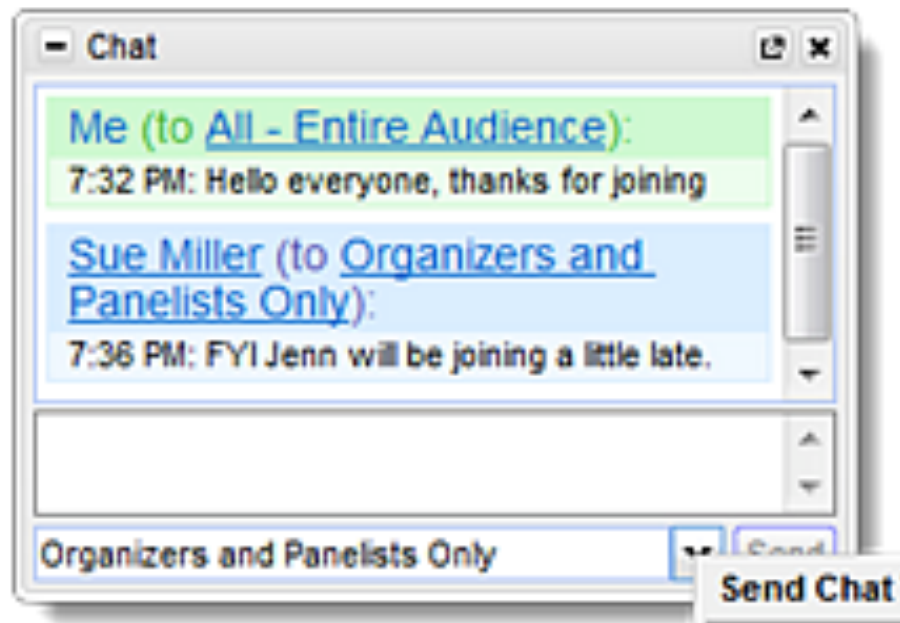 Chat
Me (to All - Entire Audience):
7:32 PM: Hello everyone, thanks for joining
Sue Miller (to Organizers and
Panelists Only):
7:36 PM: FYI Jenn will be joining a little late.
Organizers and Panelists Only
Send
Send Chat